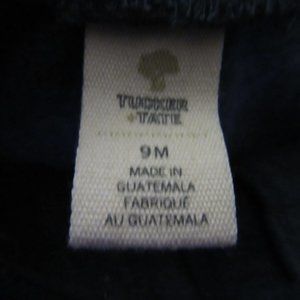 TUCKER
+TATE
9M
MADE IN
GUATEMALA
FABRIQUÉ
AU GUATEMALA